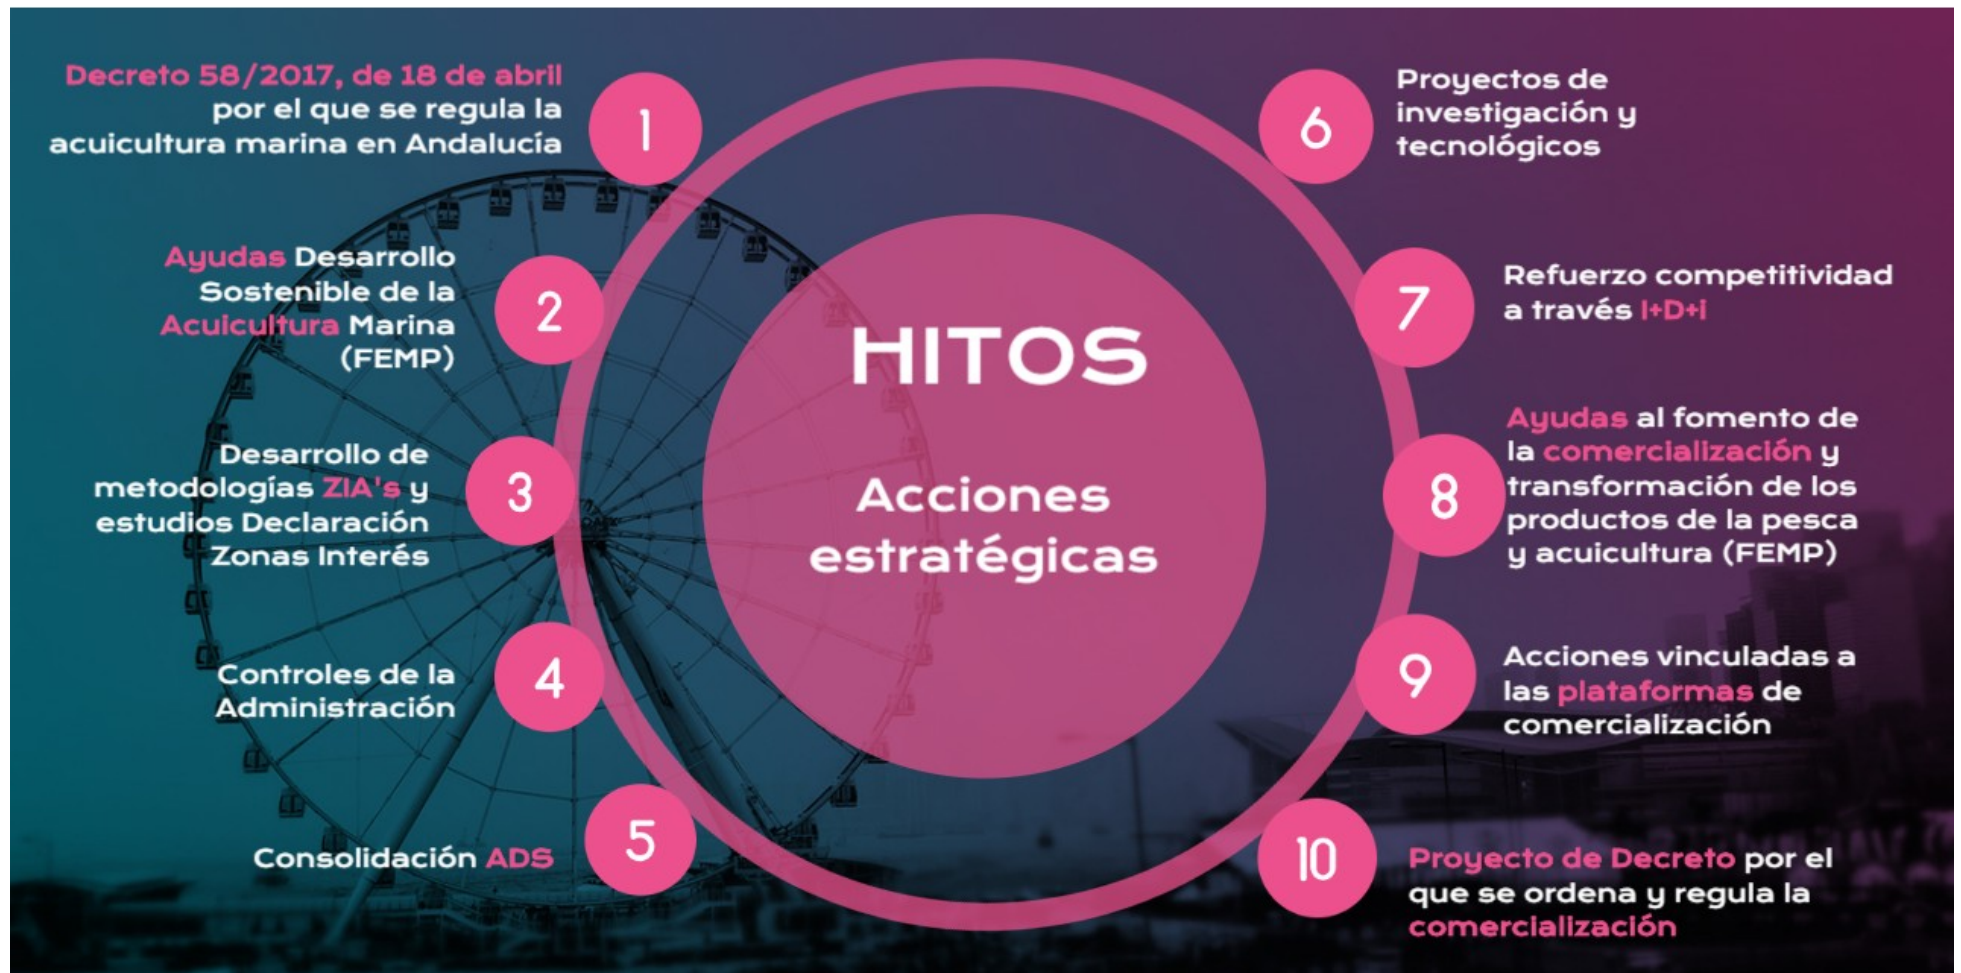 Decreto 58/2017, de 18 de abril
por el que se regula la
acuicultura marina en Andalucía
1
Ayudas Desarrollo
Sostenible de la
Acuicultura Marina
(FEMP)
2
Desarrollo de
metodologías ZIA's y
estudios Declaración
Zonas Interés
3
Controles de la
Administración
4
Consolidación ADS
5
HITOS
Acciones
estratégicas
6
Proyectos de
investigación y
tecnológicos
7
Refuerzo competitividad
a través I+D+i
8
Ayudas al fomento de
la comercialización y
transformación de los
productos de la pesca
y acuicultura (FEMP)
9
Acciones vinculadas a
las plataformas de
comercialización
10
Proyecto de Decreto por el
que se ordena y regula la
comercialización